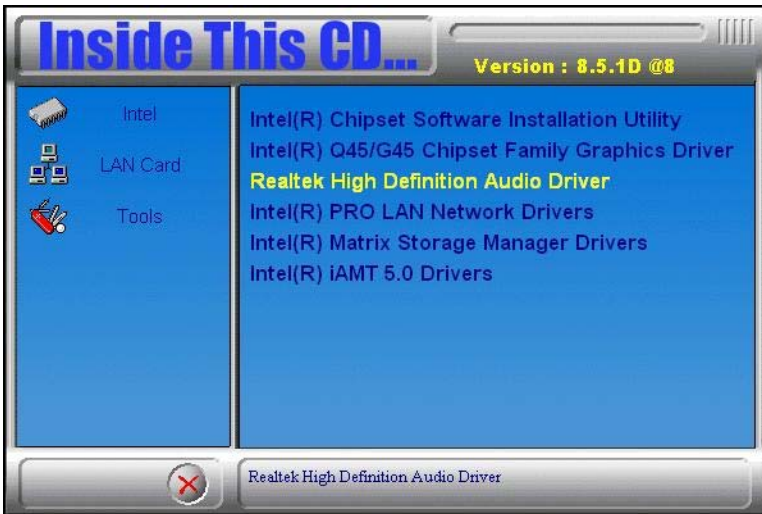 Inside This CD...
Version : 8.5.1D @8
Intel
LAN Card
Tools
Intel(R) Chipset Software Installation Utility
Intel(R) Q45/G45 Chipset Family Graphics Driver
Realtek High Definition Audio Driver
Intel(R) PRO LAN Network Drivers
Intel(R) Matrix Storage Manager Drivers
Intel(R) iAMT 5.0 Drivers
Realtek High Definition Audio Driver